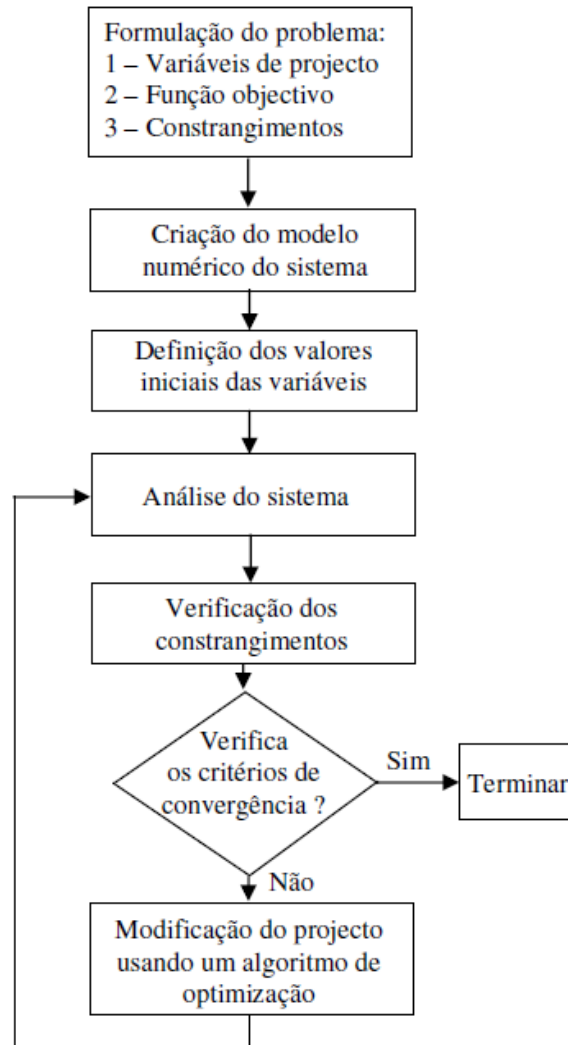 Formulação do problema:
1 – Variáveis de projecto
2 – Função objectivo
3 – Constrangimentos
Criação do modelo
numérico do sistema
Definição dos valores
iniciais das variáveis
Análise do sistema
Verificação dos
constrangimentos
Verifica
os critérios de
convergência ?
Sim
Terminar
Não
Modificação do projecto
usando um algoritmo de
optimização